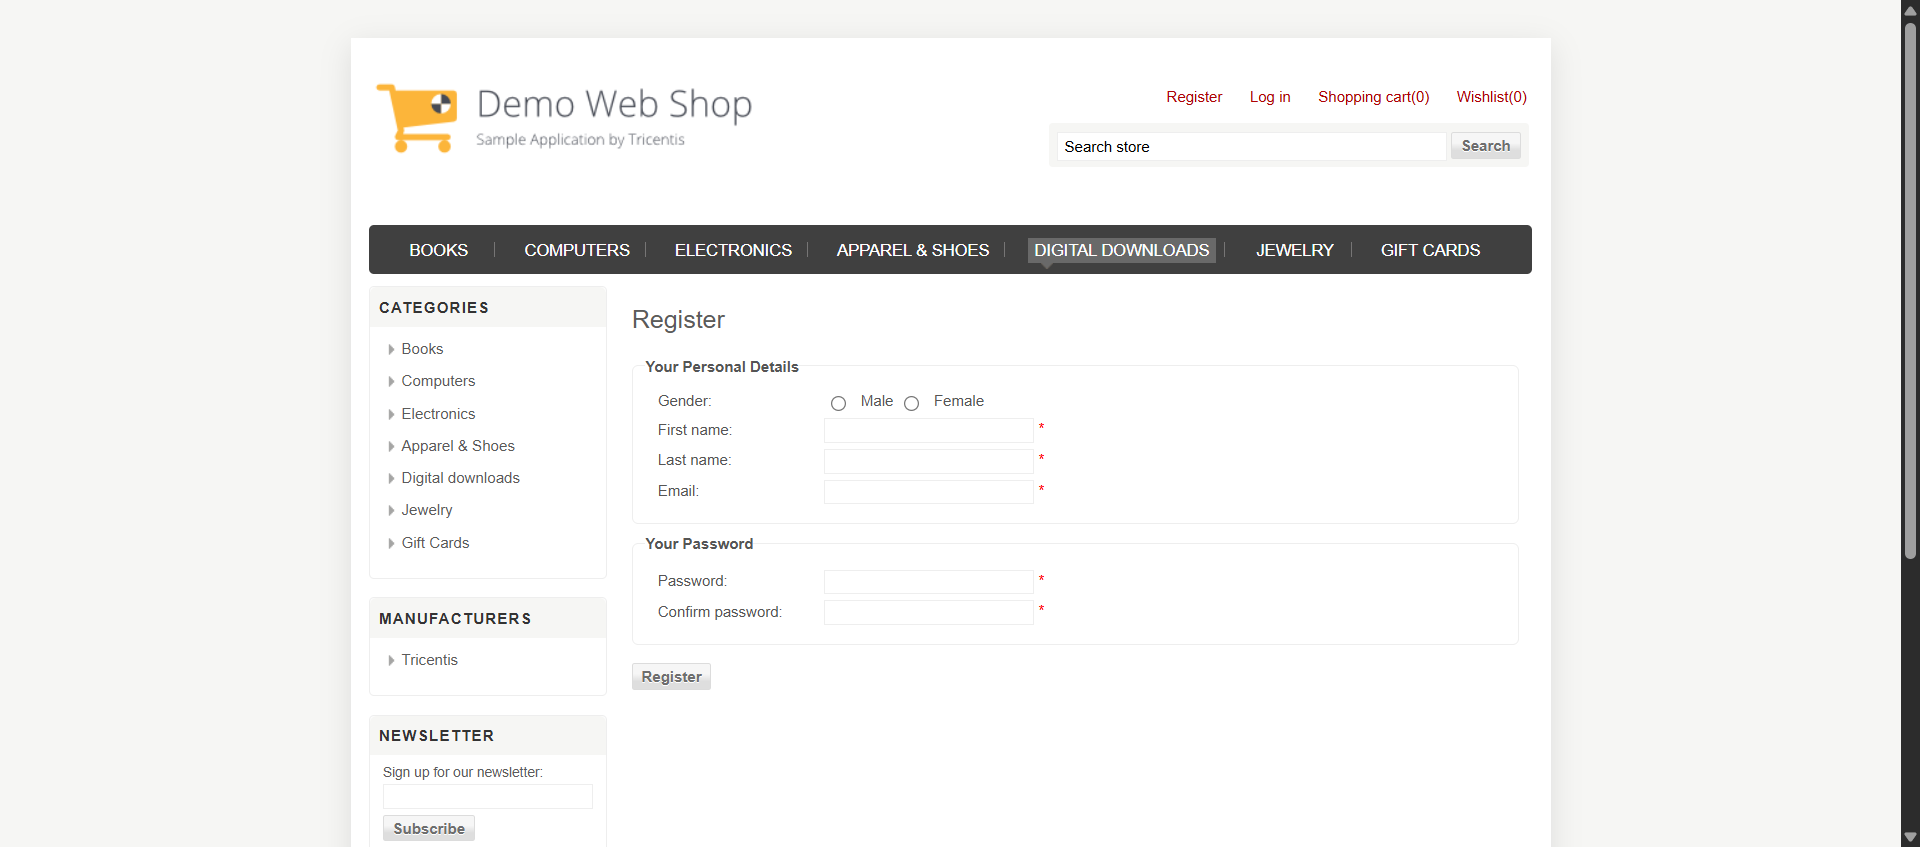 Demo Web Shop
Sample Application by Tricentis
Register Log in Shopping cart(0) Wishlist(0)
Search store Search
BOOKS COMPUTERS ELECTRONICS APPAREL & SHOES DIGITAL DOWNLOADS JEWELRY GIFT CARDS
CATEGORIES
Books
Computers
Electronics
Apparel & Shoes
Digital downloads
Jewelry
Gift Cards
MANUFACTURERS
Tricentis
NEWSLETTER
Sign up for our newsletter:
Subscribe
Register
Your Personal Details
Gender: Male Female
First name: *
Last name: *
Email: *
Your Password
Password: *
Confirm password: *
Register